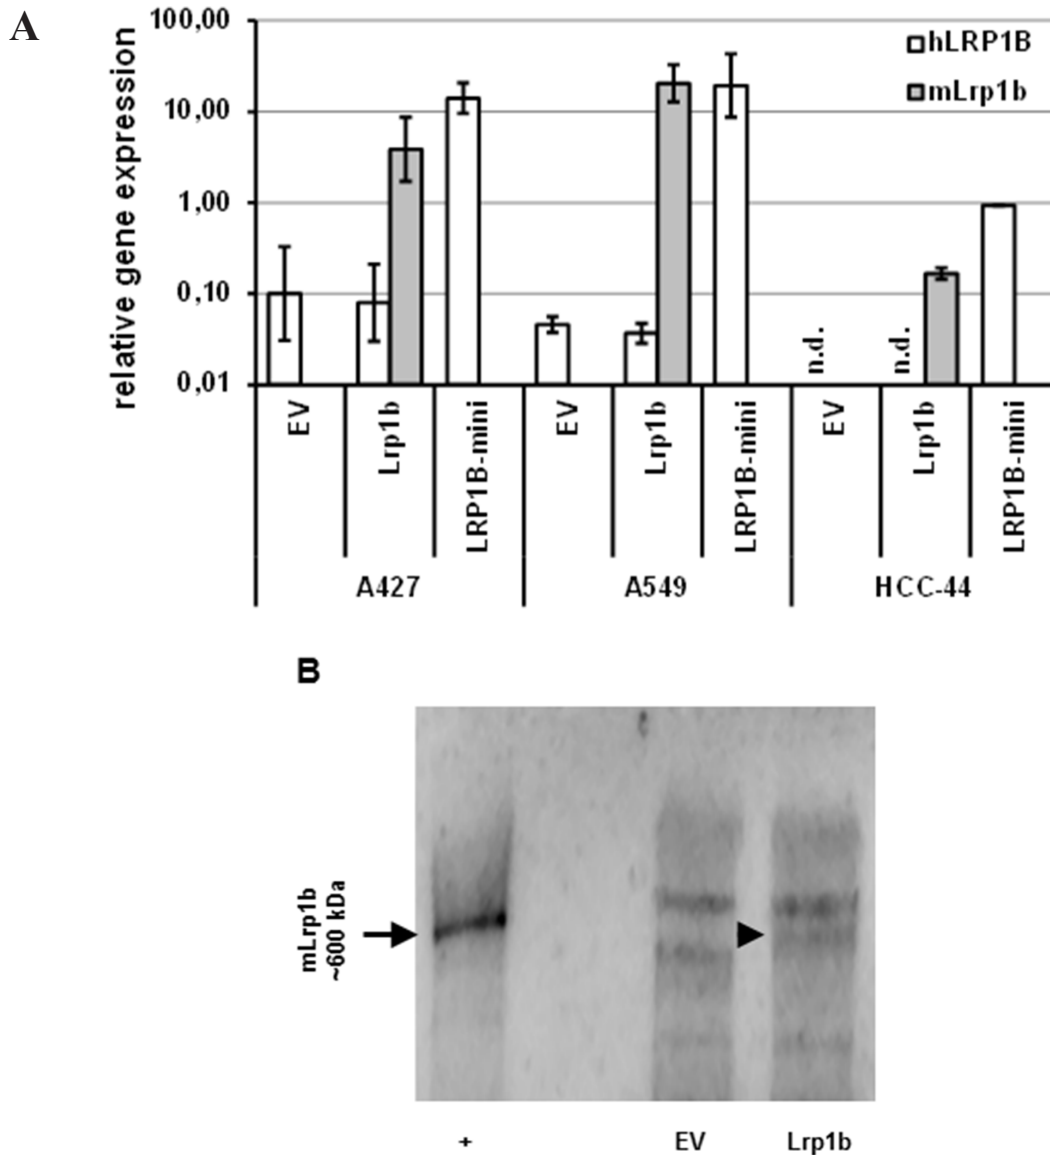 A
relative gene expression
100,00
10,00
1,00
0,10
0,01
hLRP1B
mLrp1b
n.d.
n.d.
EV
Lrp1b
LRP1B-mini
EV
Lrp1b
LRP1B-mini
EV
Lrp1b
LRP1B-mini
A427
A549
HCC-44
B
mLrp1b
~600 kDa
+
EV
Lrp1b